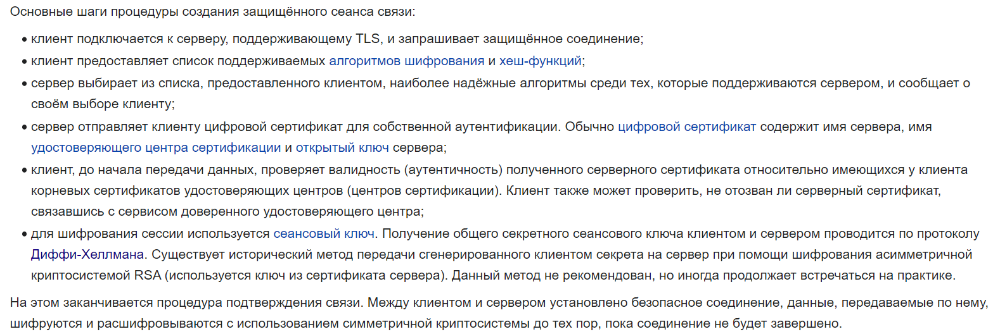 Основные шаги процедуры создания защищённого сеанса связи:
• клиент подключается к серверу, поддерживающему TLS, и запрашивает защищённое соединение;
• клиент предоставляет список поддерживаемых алгоритмов шифрования и хеш-функций;
• сервер выбирает из списка, предоставленного клиентом, наиболее надёжные алгоритмы среди тех, которые поддерживаются сервером, и сообщает о
своём выборе клиенту;
• сервер отправляет клиенту цифровой сертификат для собственной аутентификации. Обычно цифровой сертификат содержит имя сервера, имя
удостоверяющего центра сертификации и открытый ключ сервера;
• клиент, до начала передачи данных, проверяет валидность (аутентичность) полученного серверного сертификата относительно имеющихся у клиента
корневых сертификатов удостоверяющих центров (центров сертификации). Клиент также может проверить, не отозван ли серверный сертификат,
связавшись с сервисом доверенного удостоверяющего центра;
• для шифрования сессии используется сеансовый ключ. Получение общего секретного сеансового ключа клиентом и сервером проводится по протоколу
Диффи-Хеллмана. Существует исторический метод передачи сгенерированного клиентом секрета на сервер при помощи шифрования асимметричной
криптосистемой RSA (используется ключ из сертификата сервера). Данный метод не рекомендован, но иногда продолжает встречаться на практике.
На этом заканчивается процедура подтверждения связи. Между клиентом и сервером установлено безопасное соединение, данные, передаваемые по нему,
шифруются и расшифровываются с использованием симметричной криптосистемы до тех пор, пока соединение не будет завершено.